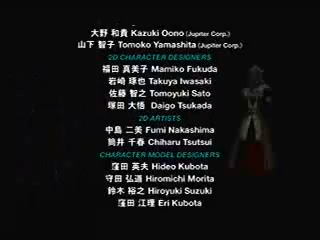 大野 和貴 Kazuki Oono (Jupiter Corp.)
山下 智子 Tomoko Yamashita (Jupiter Corp.)
2D CHARACTER DESIGNERS
福田 真美子 Mamiko Fukuda
岩崎 琢也 Takuya Iwasaki
佐藤 智之 Tomoyuki Sato
塚田 大悟 Daigo Tsukada
2D ARTISTS
中島 二美 Fumi Nakashima
筒井 千春 Chiharu Tsutsui
CHARACTER MODEL DESIGNERS
窪田 英夫 Hideo Kubota
守田 弘道 Hiromichi Morita
鈴木 裕之 Hiroyuki Suzuki
窪田 江理 Eri Kubota